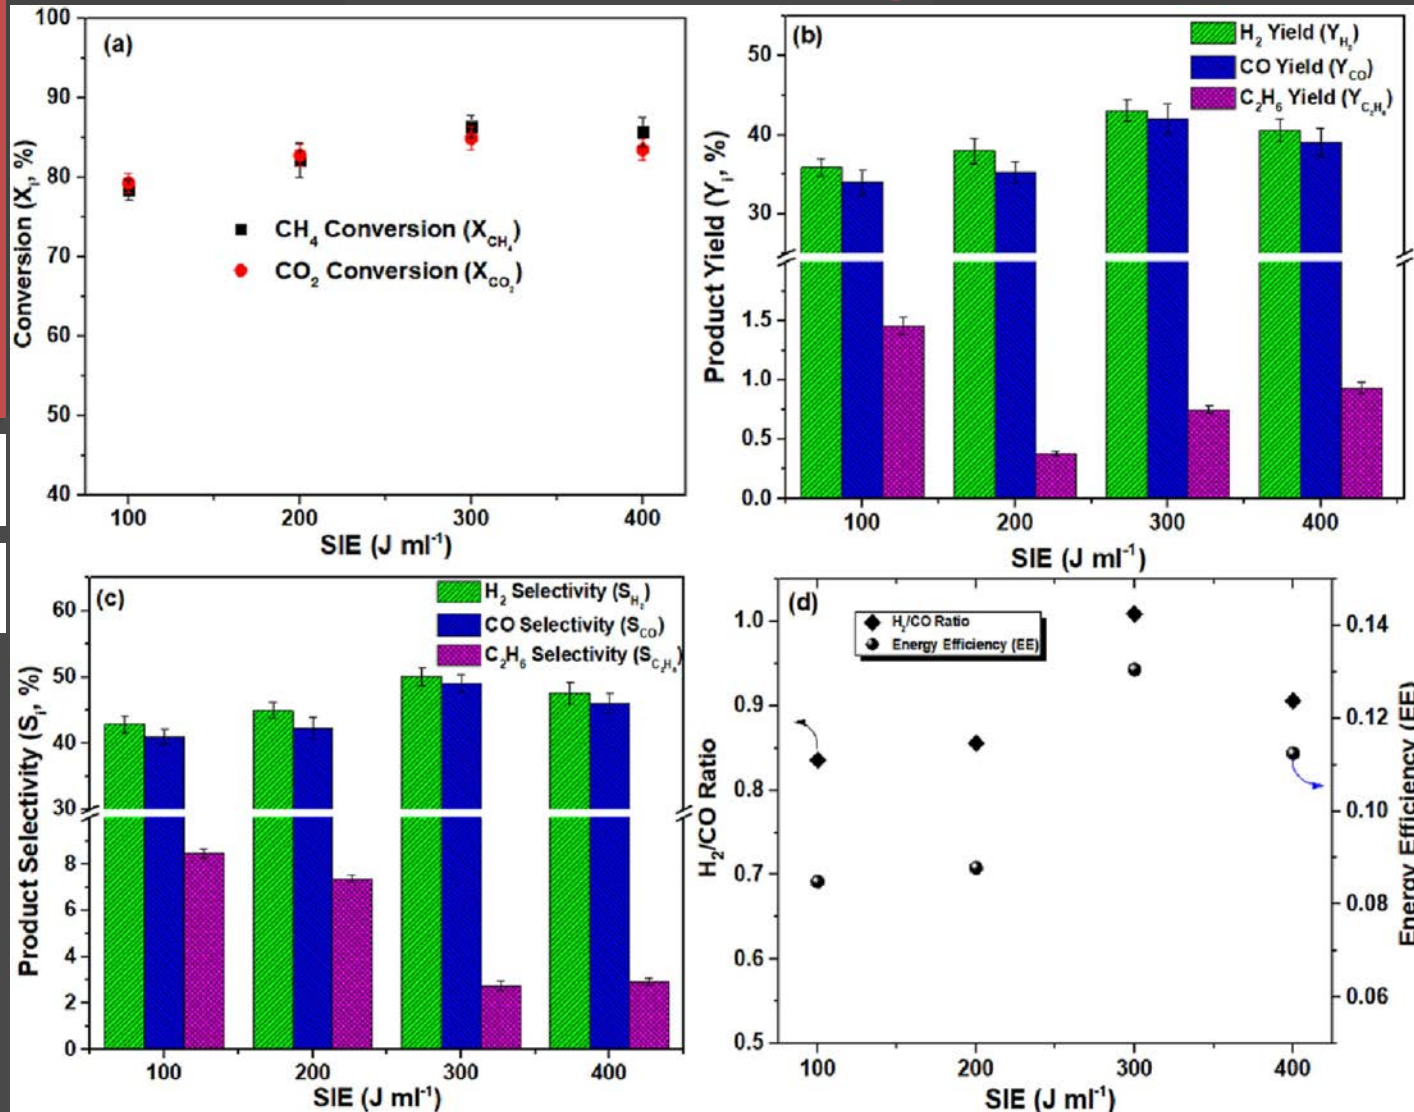 (a)
100
90
80
70
60
50
40
Conversion (Xᵢ, %)
CH₄ Conversion (X_CH₄)
CO₂ Conversion (X_CO₂)
100 200 300 400
SIE (J ml⁻¹)
(b)
H₂ Yield (Y_H₂)
CO Yield (Y_CO)
C₂H₆ Yield (Y_C₂H₆)
50
40
30
1.5
1.0
0.5
0.0
Product Yield (Yᵢ, %)
100 200 300 400
SIE (J ml⁻¹)
(c)
H₂ Selectivity (S_H₂)
CO Selectivity (S_CO)
C₂H₆ Selectivity (S_C₂H₆)
60
50
40
30
8
6
4
2
0
Product Selectivity (Sᵢ, %)
100 200 300 400
SIE (J ml⁻¹)
(d)
H₂/CO Ratio
Energy Efficiency (EE)
1.0
0.9
0.8
0.7
0.6
0.5
H₂/CO Ratio
0.14
0.12
0.10
0.08
0.06
Energy Efficiency (EE)
100 200 300 400
SIE (J ml⁻¹)